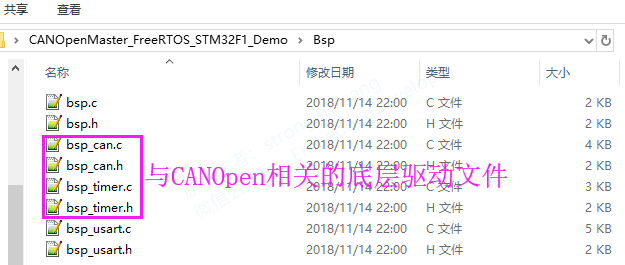 共享 查看
CANOpenMaster_FreeRTOS_STM32F1_Demo > Bsp
名称 修改日期 类型 大小
bsp.c 2018/11/14 22:00 C 文件 2 KB
bsp.h 2018/11/14 22:00 H 文件 2 KB
bsp_can.c 2018/11/14 22:00 C 文件 4 KB
bsp_can.h 2018/11/14 22:00 H 文件 2 KB
bsp_timer.c 2018/11/14 22:00 C 文件 3 KB
bsp_timer.h 2018/11/14 22:00 H 文件 2 KB
bsp_usart.c 2018/11/14 22:00 C 文件 5 KB
bsp_usart.h 2018/11/14 22:00 H 文件 2 KB
与CANOpen相关的底层驱动文件